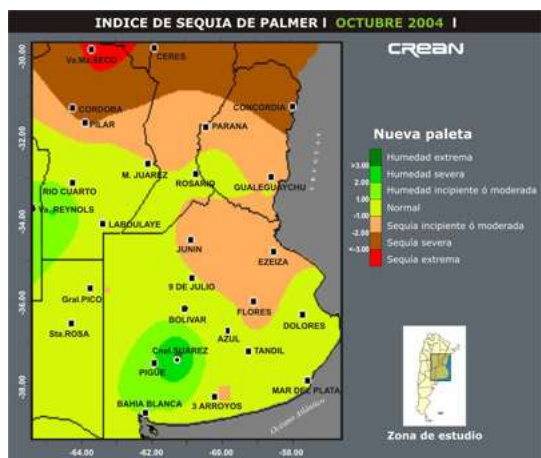 INDICE DE SEQUIA DE PALMER I OCTUBRE 2004 I
CREAN
-30.00
-32.00
-34.00
-36.00
-38.00
Va.Ma.SECO
CERES
CORDOBA
CONCORDIA
PILAR
PARANA
M. JUAREZ
ROSARIO
RIO CUARTO
GUALEGUAYCHU
Va. REYNOLS
LABOULAYE
JUNIN
EZEIZA
9 DE JULIO
Gral.PICO
FLORES
BOLIVAR
DOLORES
Sta.ROSA
AZUL
TANDIL
Cnel.SUAREZ
PIGÜE
MAR DEL PLATA
3 ARROYOS
BAHIA BLANCA
Océano Atlántico
-64.00 -62.00 -60.00 -58.00
Nueva paleta
>3.00
2.00
1.00
-1.00
-2.00
<-3.00
Humedad extrema
Humedad severa
Humedad incipiente ó moderada
Normal
Sequía incipiente ó moderada
Sequía severa
Sequía extrema
Zona de estudio